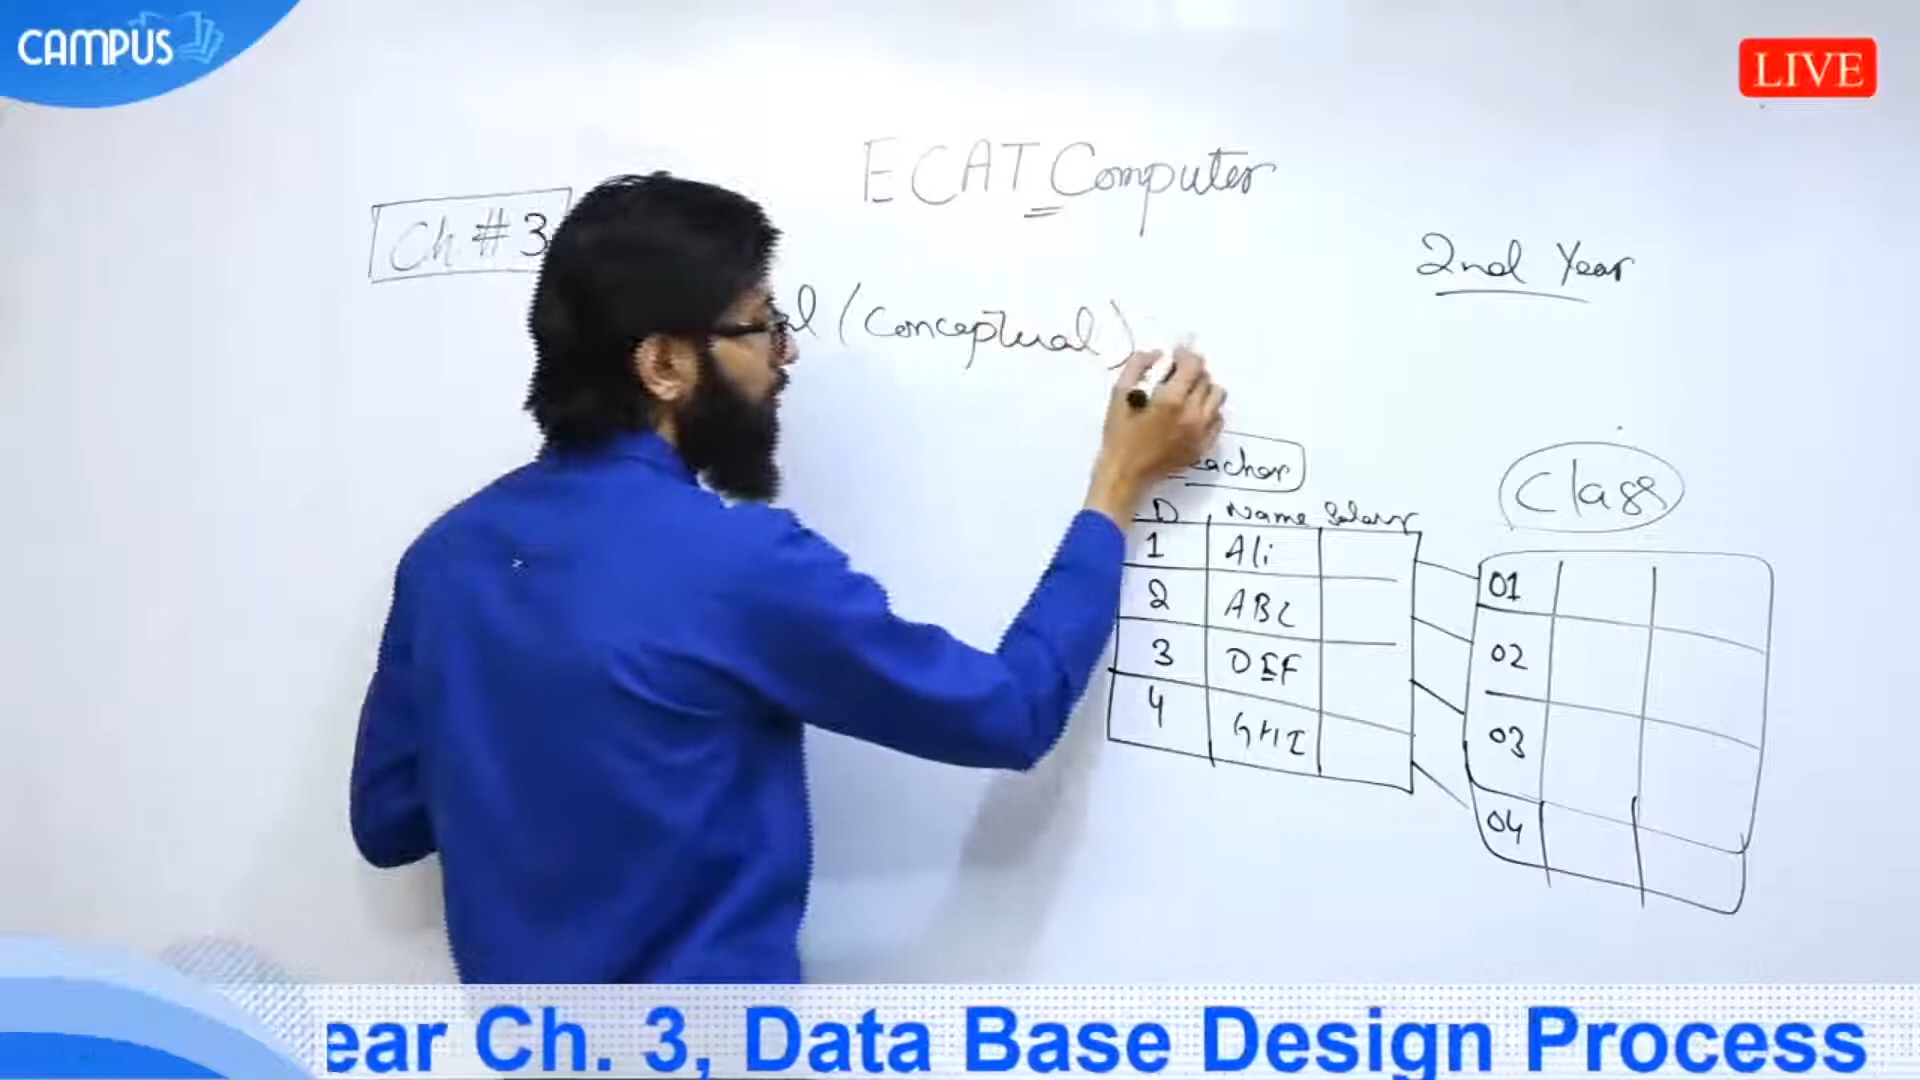 CAMPUS
LIVE
ECAT Computer
Ch # 3
2nd Year
(Conceptual)
Class
Name Salary
1 Ali
2 ABC
3 DEF
4 GHI
01
02
03
04
ear Ch. 3, Data Base Design Process